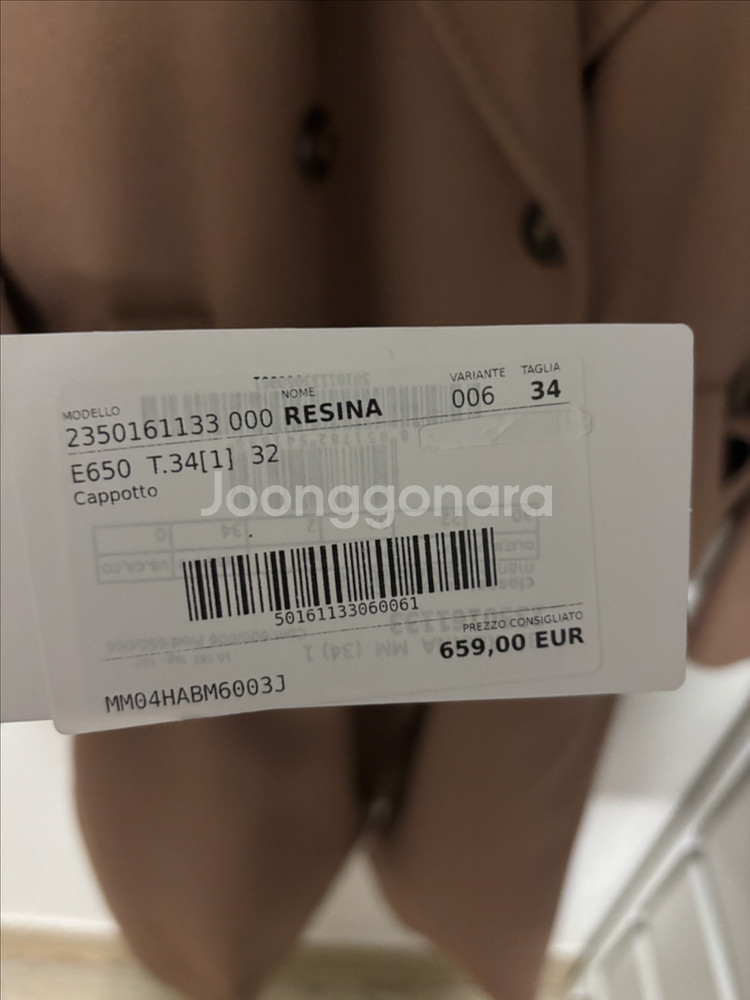 MODELLO NOME VARIANTE TAGLIA
2350161133 000 RESINA 006 34
E650 T.34[1] 32
Cappotto
Joonggonara
50161133060061
PREZZO CONSIGLIATO
659,00 EUR
MM04HABM6003J